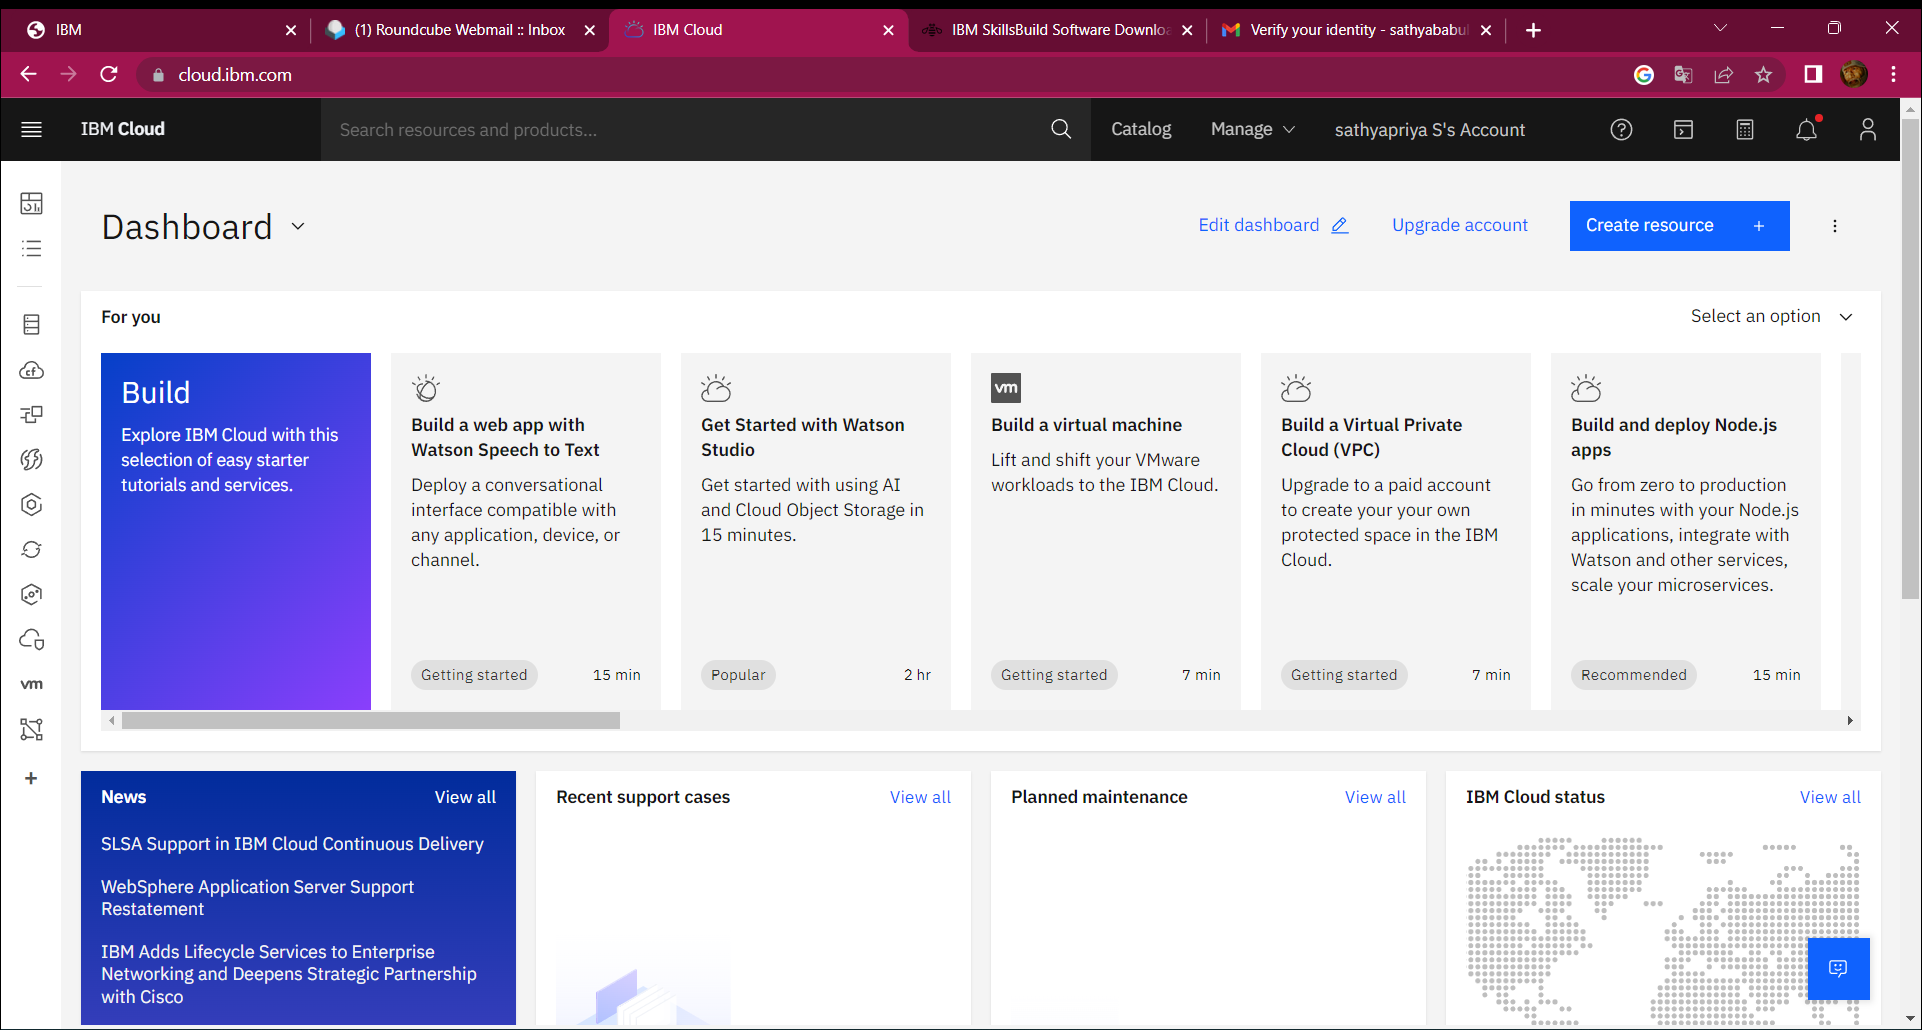 IBM
(1) Roundcube Webmail :: Inbox
IBM Cloud
IBM SkillsBuild Software Downloa
Verify your identity - sathyababu
cloud.ibm.com
IBM Cloud
Search resources and products...
Catalog
Manage
sathyapriya S's Account
Dashboard
Edit dashboard
Upgrade account
Create resource +
For you
Select an option
Build
Explore IBM Cloud with this
selection of easy starter
tutorials and services.
Build a web app with
Watson Speech to Text
Deploy a conversational
interface compatible with
any application, device, or
channel.
Getting started
15 min
Get Started with Watson
Studio
Get started with using AI
and Cloud Object Storage in
15 minutes.
Popular
2 hr
vm
Build a virtual machine
Lift and shift your VMware
workloads to the IBM Cloud.
Getting started
7 min
Build a Virtual Private
Cloud (VPC)
Upgrade to a paid account
to create your your own
protected space in the IBM
Cloud.
Getting started
7 min
Build and deploy Node.js
apps
Go from zero to production
in minutes with your Node.js
applications, integrate with
Watson and other services,
scale your microservices.
Recommended
15 min
cf
vm
News
View all
SLSA Support in IBM Cloud Continuous Delivery
WebSphere Application Server Support
Restatement
IBM Adds Lifecycle Services to Enterprise
Networking and Deepens Strategic Partnership
with Cisco
Recent support cases
View all
Planned maintenance
View all
IBM Cloud status
View all